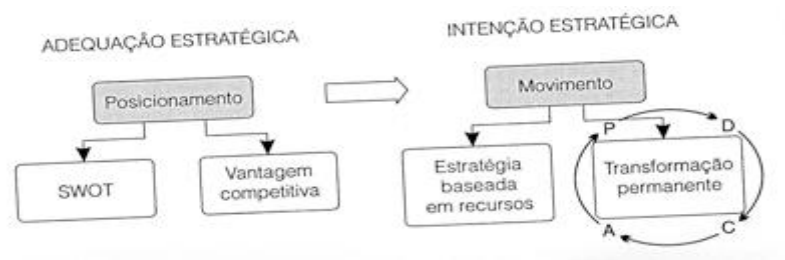 ADEQUAÇÃO ESTRATÉGICA
Posicionamento
SWOT
Vantagem
competitiva
INTENÇÃO ESTRATÉGICA
Movimento
Estratégia
baseada
em recursos
P
D
Transformação
permanente
A
C